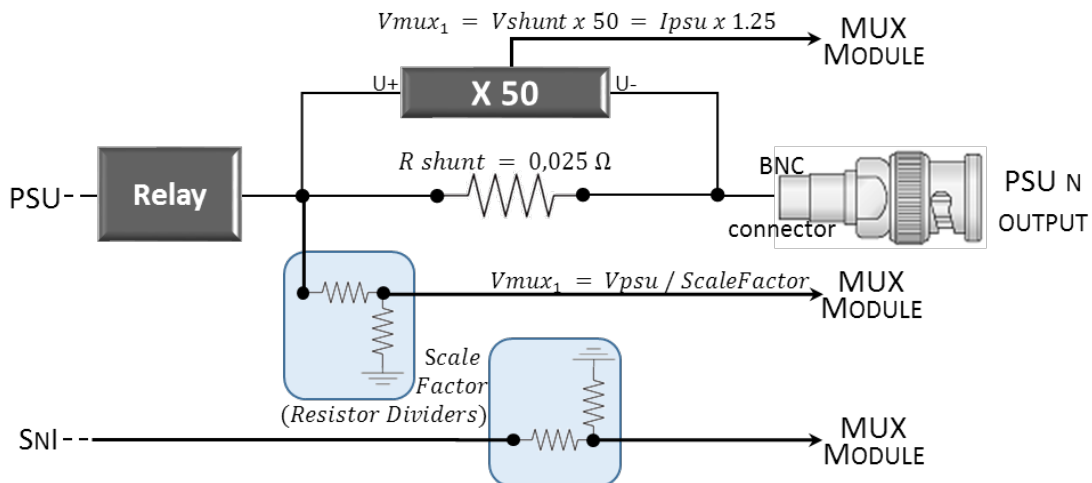 Vmux₁ = Vshunt x 50 = Ipsu x 1.25
MUX
MODULE
U+
X 50
U-
R shunt = 0,025 Ω
BNC
PSU
Relay
PSU N
OUTPUT
connector
Vmux₁ = Vpsu / ScaleFactor
MUX
MODULE
Scale
Factor
(Resistor Dividers)
SNI
MUX
MODULE